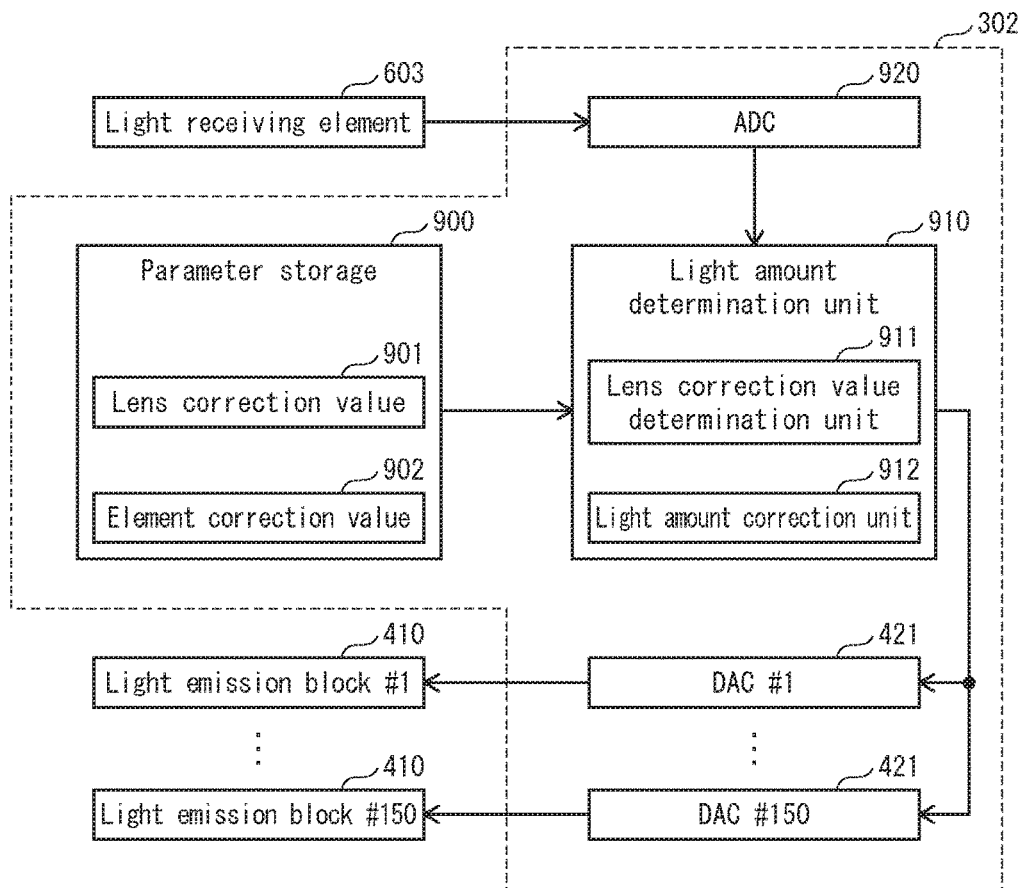 302
603
920
Light receiving element
ADC
900
910
Parameter storage
Light amount
determination unit
901
911
Lens correction value
Lens correction value
determination unit
902
912
Element correction value
Light amount correction unit
410
421
Light emission block #1
DAC #1
410
421
Light emission block #150
DAC #150